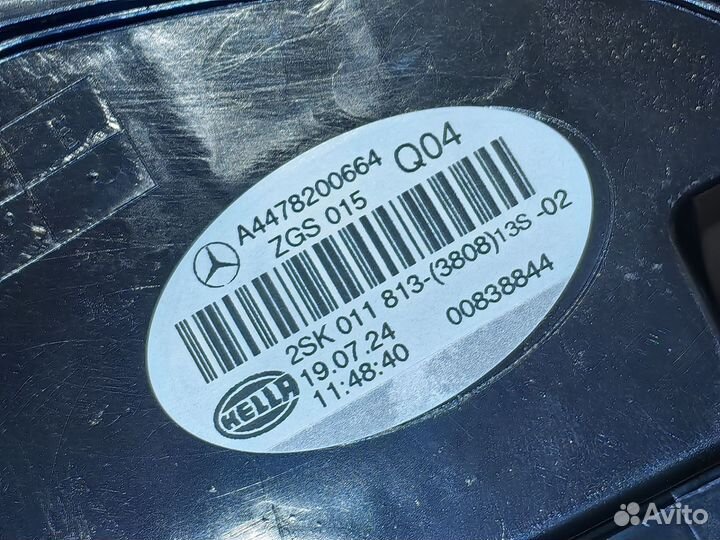 A4478200664 Q04
ZGS 015
2SK 011 813-(3808)13S-02
19.07.24 00838844
11:48:40
HELLA
Avito